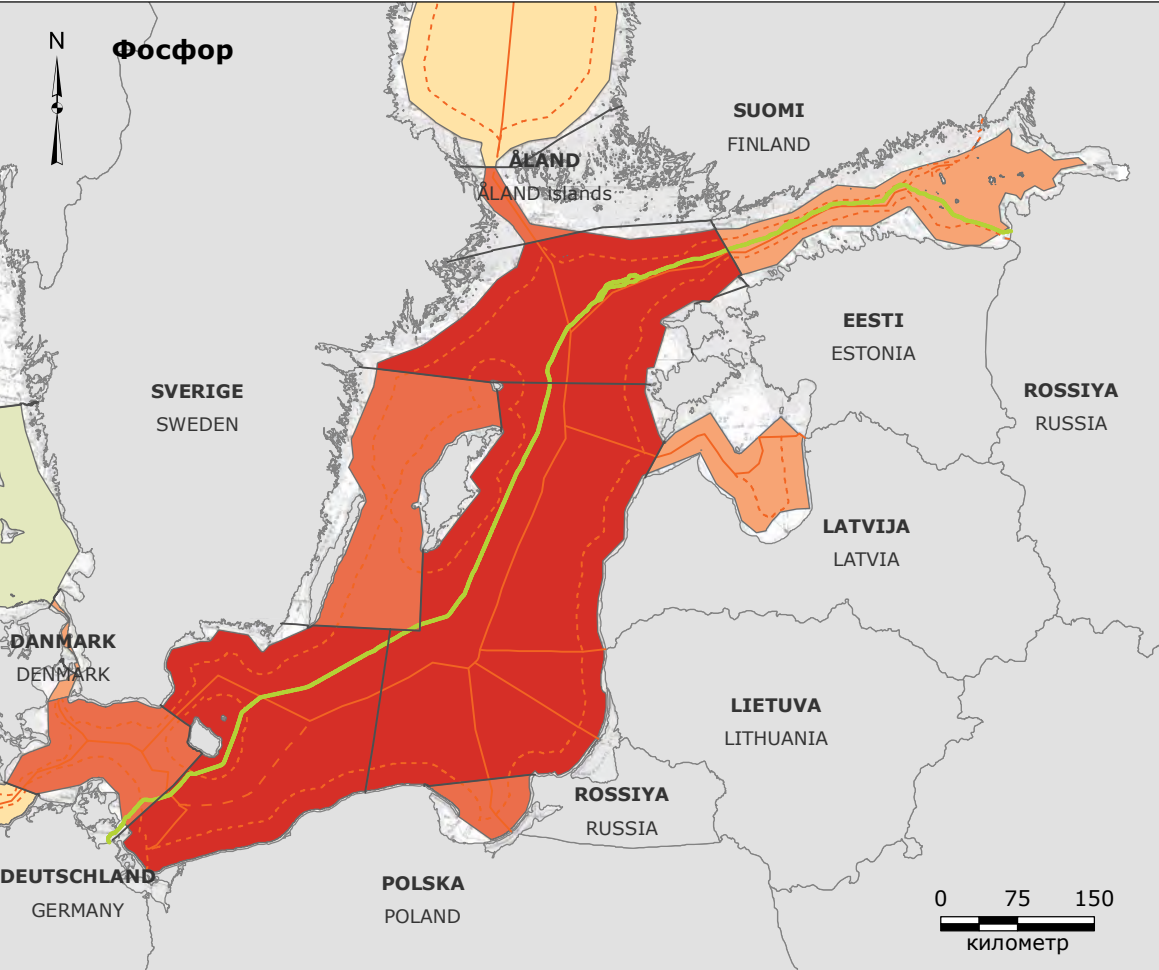 N
Фосфор
SUOMI
FINLAND
ÅLAND
ÅLAND islands
EESTI
ESTONIA
SVERIGE
SWEDEN
ROSSIYA
RUSSIA
LATVIJA
LATVIA
DANMARK
DENMARK
LIETUVA
LITHUANIA
ROSSIYA
RUSSIA
DEUTSCHLAND
GERMANY
POLSKA
POLAND
0 75 150
километр